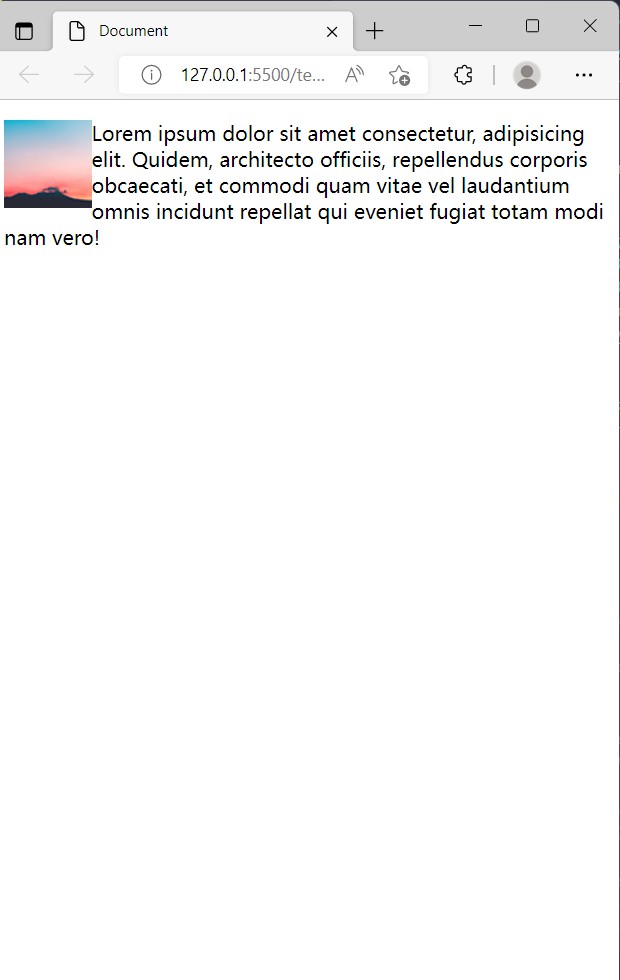 Document
127.0.0.1:5500/te...
Lorem ipsum dolor sit amet consectetur, adipisicing
elit. Quidem, architecto officiis, repellendus corporis
obcaecati, et commodi quam vitae vel laudantium
omnis incidunt repellat qui eveniet fugiat totam modi
nam vero!